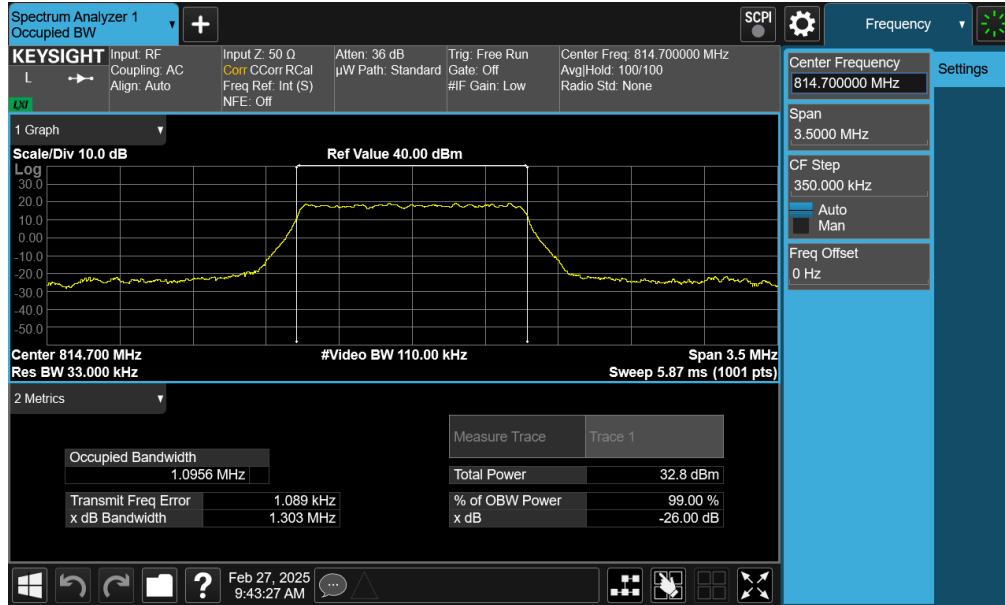 Spectrum Analyzer 1
Occupied BW
+
SCPI
Frequency
KEYSIGHT
L
LXI
Input: RF
Coupling: AC
Align: Auto
Input Z: 50 Ω
Corr CCorr RCal
Freq Ref: Int (S)
NFE: Off
Atten: 36 dB
µW Path: Standard
Trig: Free Run
Gate: Off
#IF Gain: Low
Center Freq: 814.700000 MHz
Avg|Hold: 100/100
Radio Std: None
Center Frequency
814.700000 MHz
Settings
Span
3.5000 MHz
CF Step
350.000 kHz
Auto
Man
Freq Offset
0 Hz
1 Graph
Scale/Div 10.0 dB
Ref Value 40.00 dBm
Log
30.0
20.0
10.0
0.00
-10.0
-20.0
-30.0
-40.0
-50.0
Center 814.700 MHz
#Video BW 110.00 kHz
Span 3.5 MHz
Res BW 33.000 kHz
Sweep 5.87 ms (1001 pts)
2 Metrics
Measure Trace
Trace 1
Occupied Bandwidth
1.0956 MHz
Total Power
32.8 dBm
Transmit Freq Error
1.089 kHz
% of OBW Power
99.00 %
x dB Bandwidth
1.303 MHz
x dB
-26.00 dB
?
Feb 27, 2025
9:43:27 AM